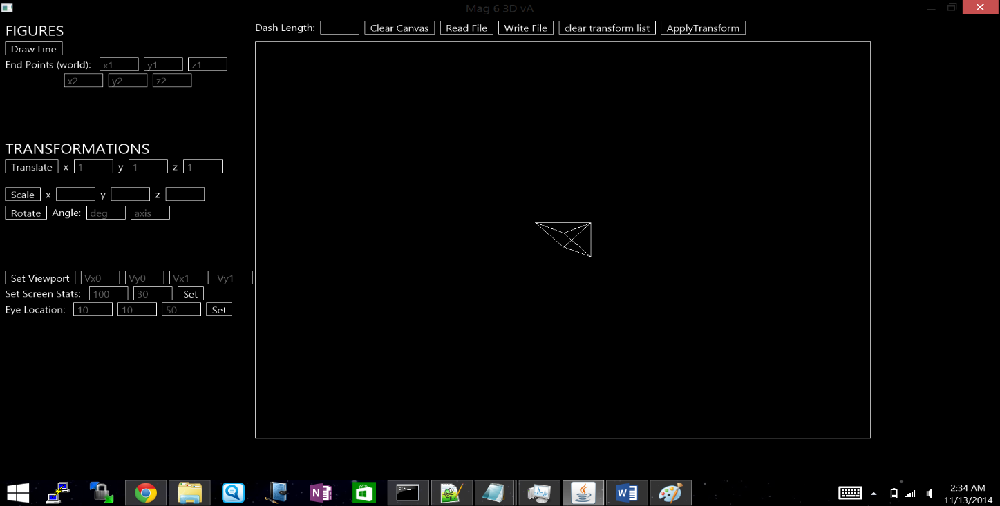 Mag 6 3D vA
FIGURES
Dash Length: Clear Canvas Read File Write File clear transform list ApplyTransform
Draw Line
End Points (world): x1 y1 z1
x2 y2 z2
TRANSFORMATIONS
Translate x 1 y 1 z 1
Scale x y z
Rotate Angle: deg axis
Set Viewport Vx0 Vy0 Vx1 Vy1
Set Screen Stats: 100 30 Set
Eye Location: 10 10 50 Set
2:34 AM
11/13/2014